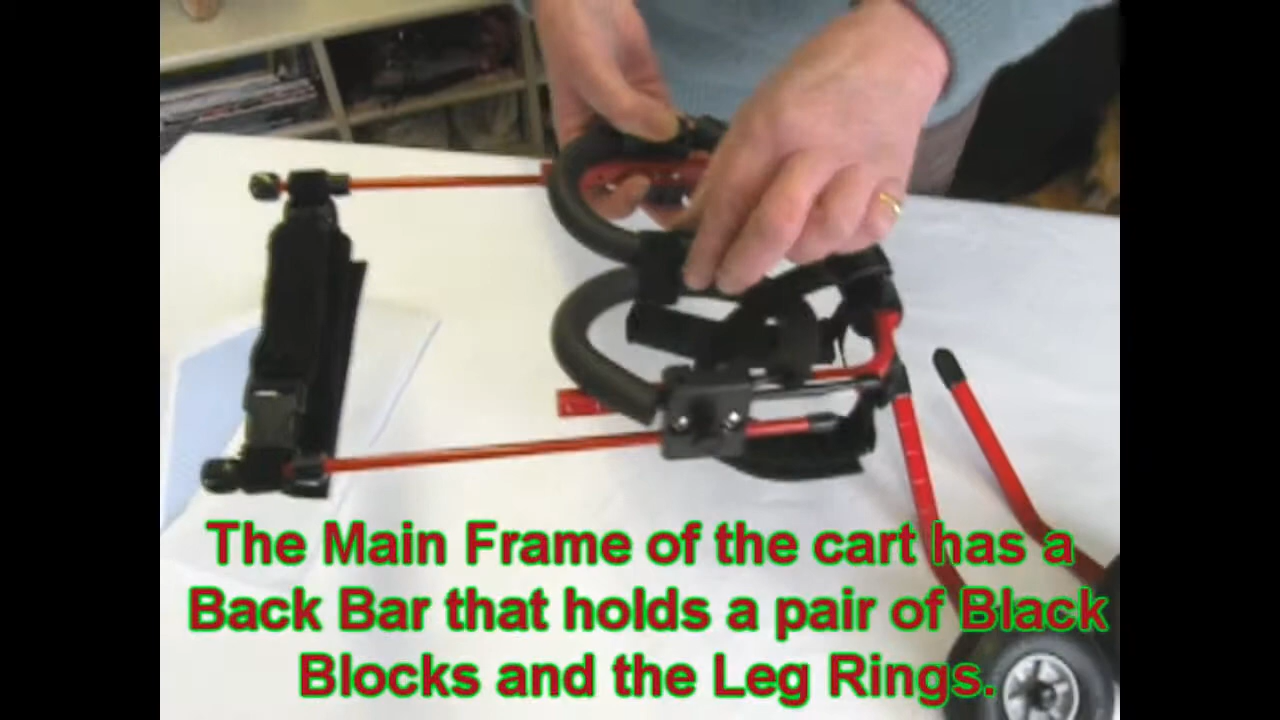 The Main Frame of the cart has a
Back Bar that holds a pair of Black
Blocks and the Leg Rings.